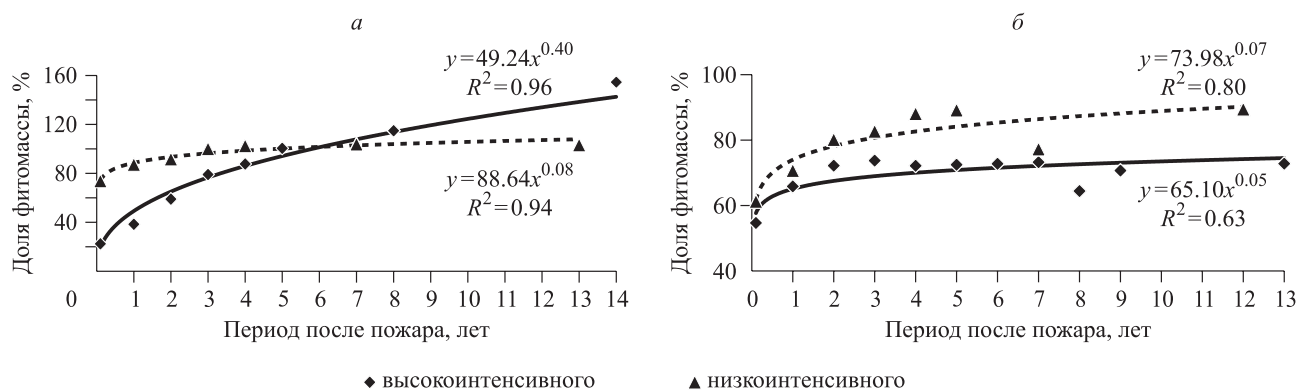 а
Доля фитомассы, %
160
120
80
40
0
y=49.24x^0.40
R^2=0.96
y=88.64x^0.08
R^2=0.94
1 2 3 4 5 6 7 8 9 10 11 12 13 14
Период после пожара, лет
б
Доля фитомассы, %
100
80
60
40
y=73.98x^0.07
R^2=0.80
y=65.10x^0.05
R^2=0.63
0 1 2 3 4 5 6 7 8 9 10 11 12 13
Период после пожара, лет
высокоинтенсивного
низкоинтенсивного